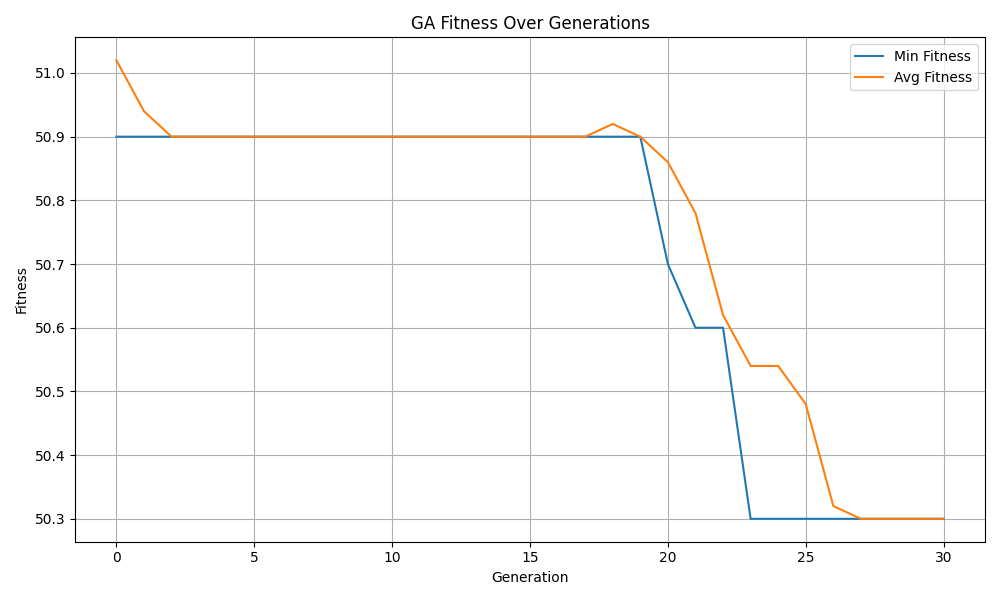 GA Fitness Over Generations
Min Fitness
Avg Fitness
51.0
50.9
50.8
50.7
50.6
50.5
50.4
50.3
Fitness
0 5 10 15 20 25 30
Generation